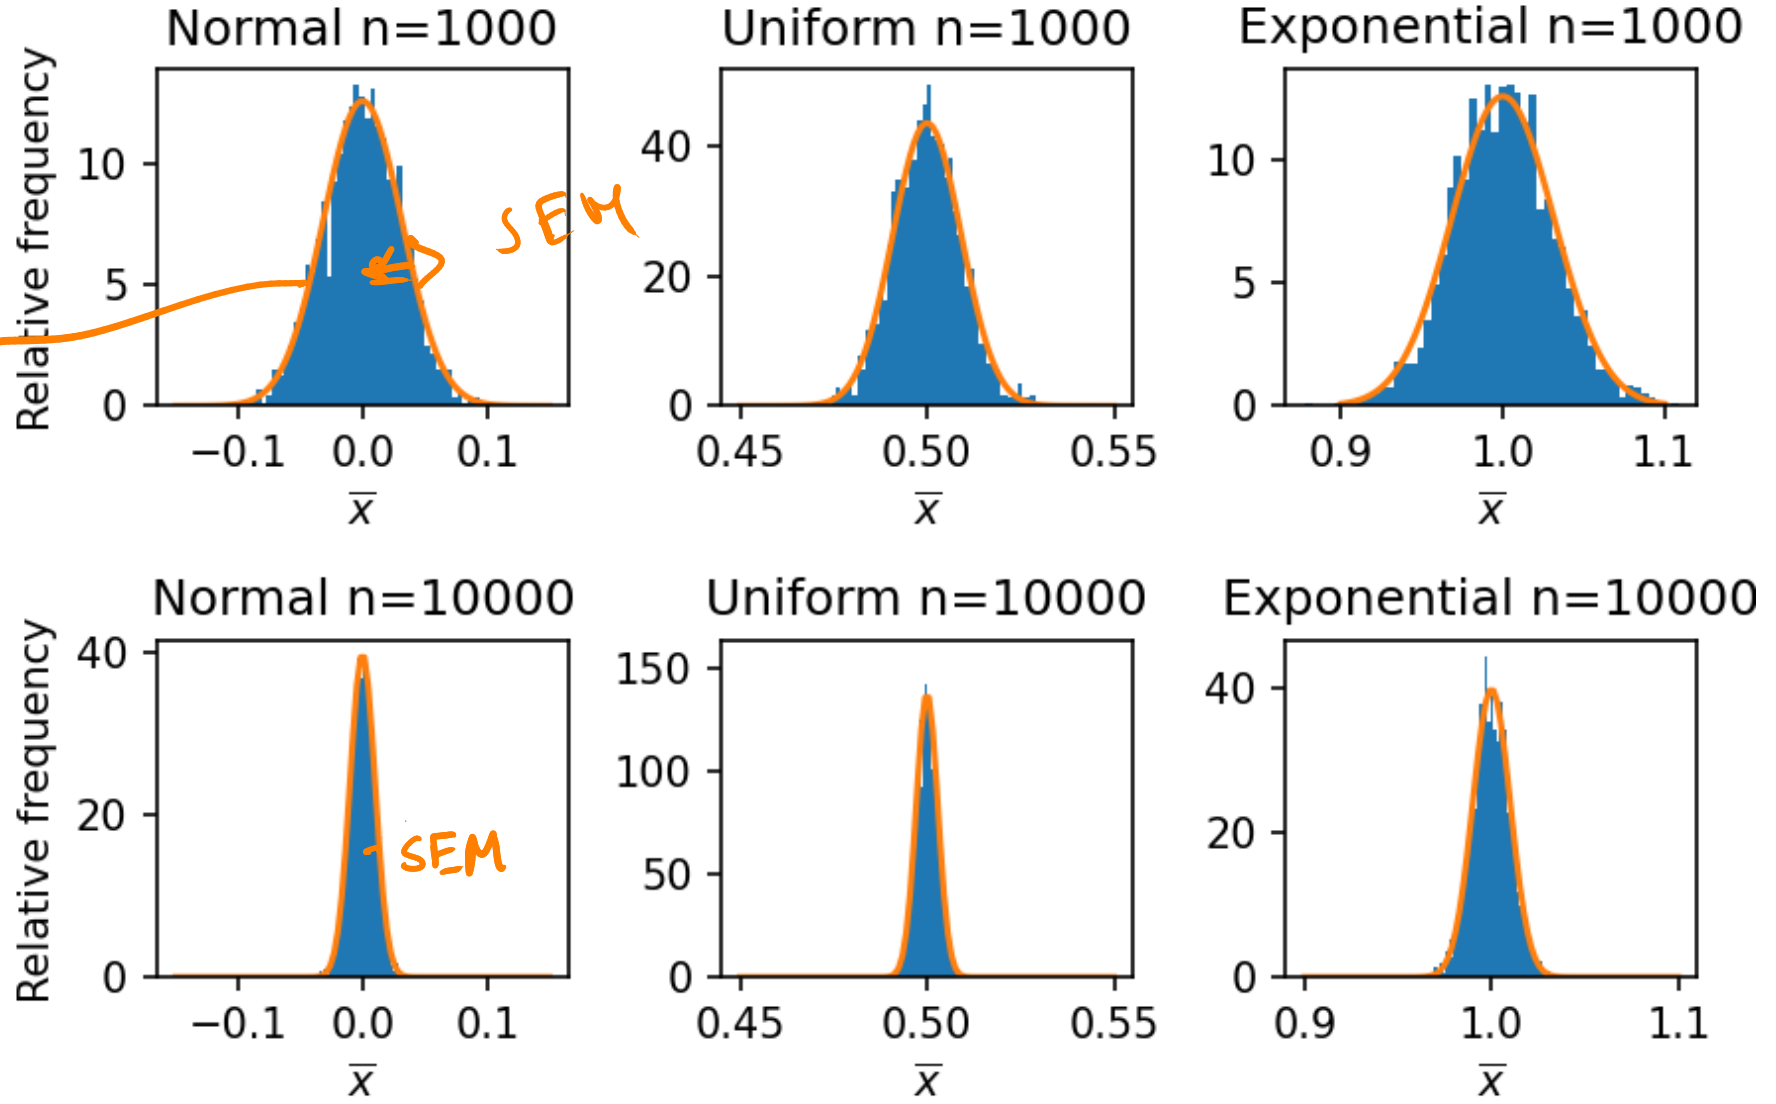 Normal n=1000 Uniform n=1000 Exponential n=1000
Relative frequency
10
5
0
−0.1 0.0 0.1
x̅
SEM
40
20
0
0.45 0.50 0.55
x̅
10
5
0
0.9 1.0 1.1
x̅
Normal n=10000 Uniform n=10000 Exponential n=10000
Relative frequency
40
20
0
−0.1 0.0 0.1
x̅
SEM
150
100
50
0
0.45 0.50 0.55
x̅
40
20
0
0.9 1.0 1.1
x̅